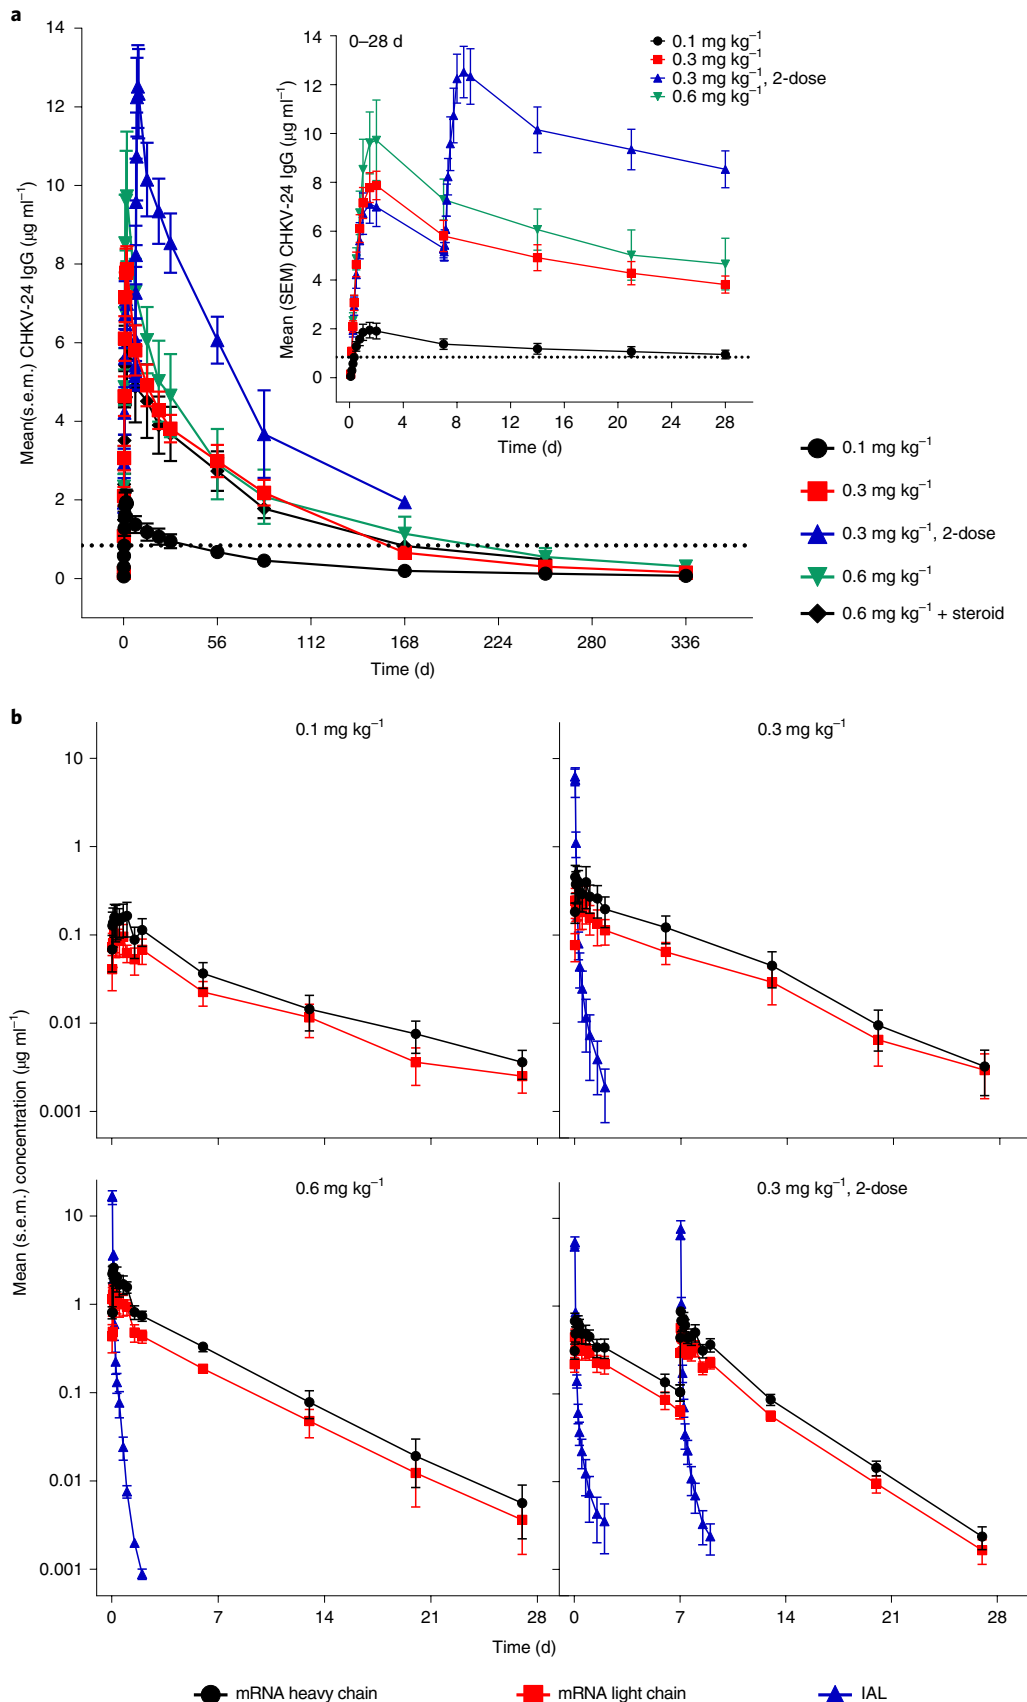 a
Mean(s.e.m.) CHKV-24 IgG (µg ml⁻¹)
14
12
10
8
6
4
2
0
0
56
112
168
224
280
336
Time (d)
0–28 d
Mean (SEM) CHKV-24 IgG (µg ml⁻¹)
14
12
10
8
6
4
2
0
0
4
8
12
16
20
24
28
Time (d)
0.1 mg kg⁻¹
0.3 mg kg⁻¹
0.3 mg kg⁻¹, 2-dose
0.6 mg kg⁻¹
0.1 mg kg⁻¹
0.3 mg kg⁻¹
0.3 mg kg⁻¹, 2-dose
0.6 mg kg⁻¹
0.6 mg kg⁻¹ + steroid
b
Mean (s.e.m.) concentration (µg ml⁻¹)
0.1 mg kg⁻¹
0.3 mg kg⁻¹
10
1
0.1
0.01
0.001
0.6 mg kg⁻¹
0.3 mg kg⁻¹, 2-dose
10
1
0.1
0.01
0.001
0
7
14
21
28
0
7
14
21
28
Time (d)
mRNA heavy chain
mRNA light chain
IAL